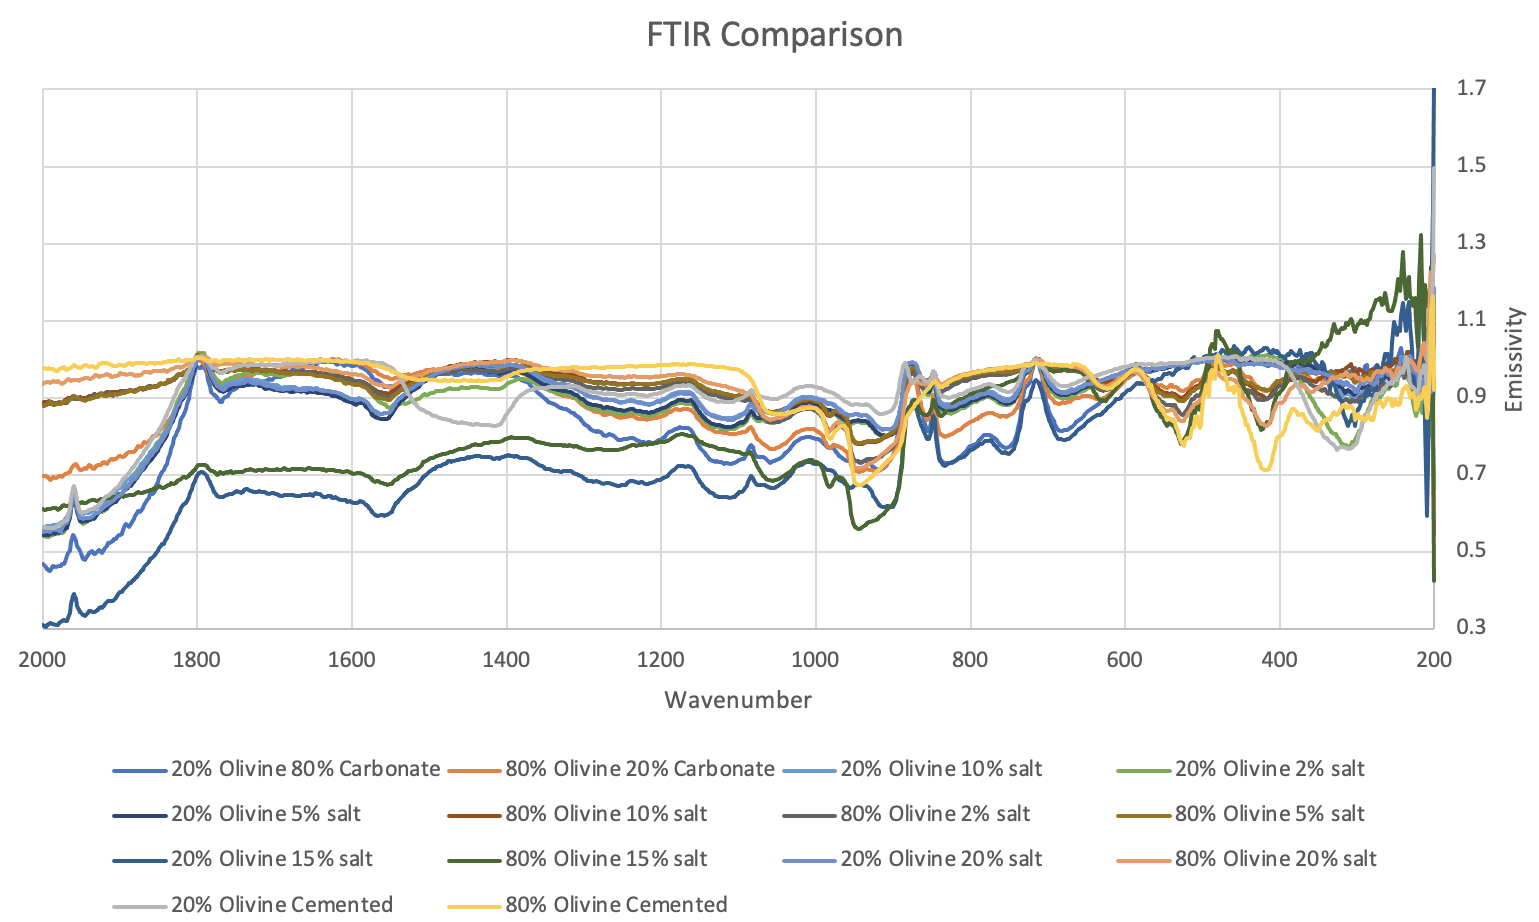 FTIR Comparison
1.7
1.5
1.3
1.1
0.9
0.7
0.5
0.3
Emissivity
2000 1800 1600 1400 1200 1000 800 600 400 200
Wavenumber
20% Olivine 80% Carbonate 80% Olivine 20% Carbonate 20% Olivine 10% salt 20% Olivine 2% salt
20% Olivine 5% salt 80% Olivine 10% salt 80% Olivine 2% salt 80% Olivine 5% salt
20% Olivine 15% salt 80% Olivine 15% salt 20% Olivine 20% salt 80% Olivine 20% salt
20% Olivine Cemented 80% Olivine Cemented